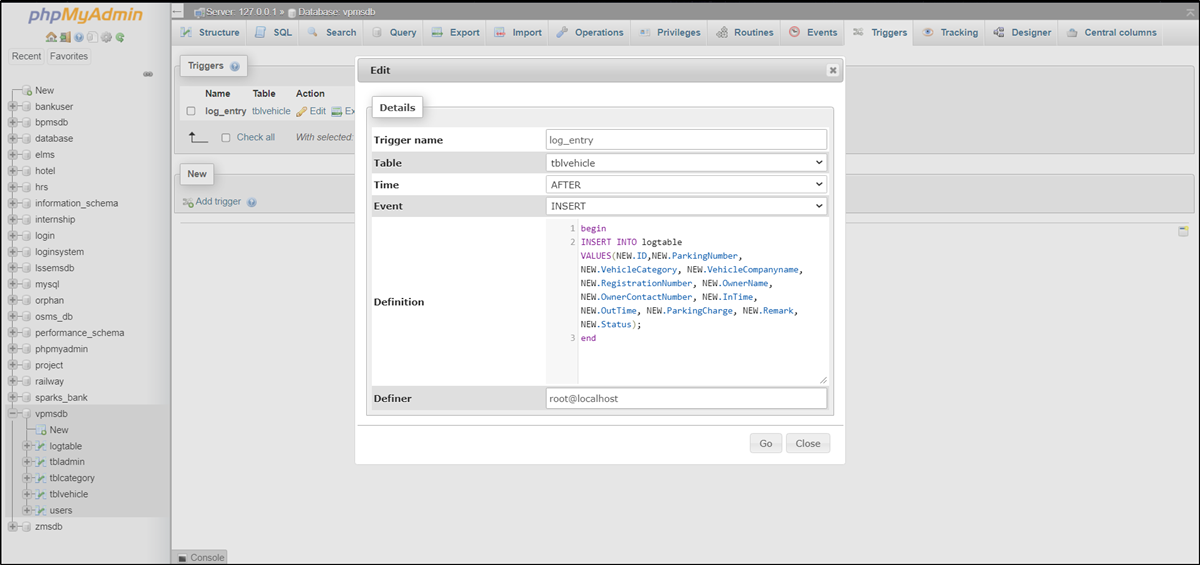 phpMyAdmin
Recent Favorites
New
bankuser
bpmsdb
database
elms
hotel
hrs
information_schema
internship
login
loginsystem
lssemsdb
mysql
orphan
osms_db
performance_schema
phpmyadmin
project
railway
sparks_bank
vpmsdb
New
logtable
tbladmin
tblcategory
tblvehicle
users
zmsdb
Server: 127.0.0.1 » Database: vpmsdb
Structure SQL Search Query Export Import Operations Privileges Routines Events Triggers Tracking Designer Central columns
Triggers
Name Table Action
log_entry tblvehicle Edit Ex
Check all With selected:
New
Add trigger
Edit
Details
Trigger name log_entry
Table tblvehicle
Time AFTER
Event INSERT
Definition
1 begin
2 INSERT INTO logtable
VALUES(NEW.ID,NEW.ParkingNumber,
NEW.VehicleCategory, NEW.VehicleCompanyname,
NEW.RegistrationNumber, NEW.OwnerName,
NEW.OwnerContactNumber, NEW.InTime,
NEW.OutTime, NEW.ParkingCharge, NEW.Remark,
NEW.Status);
3 end
Definer root@localhost
Go Close
Console